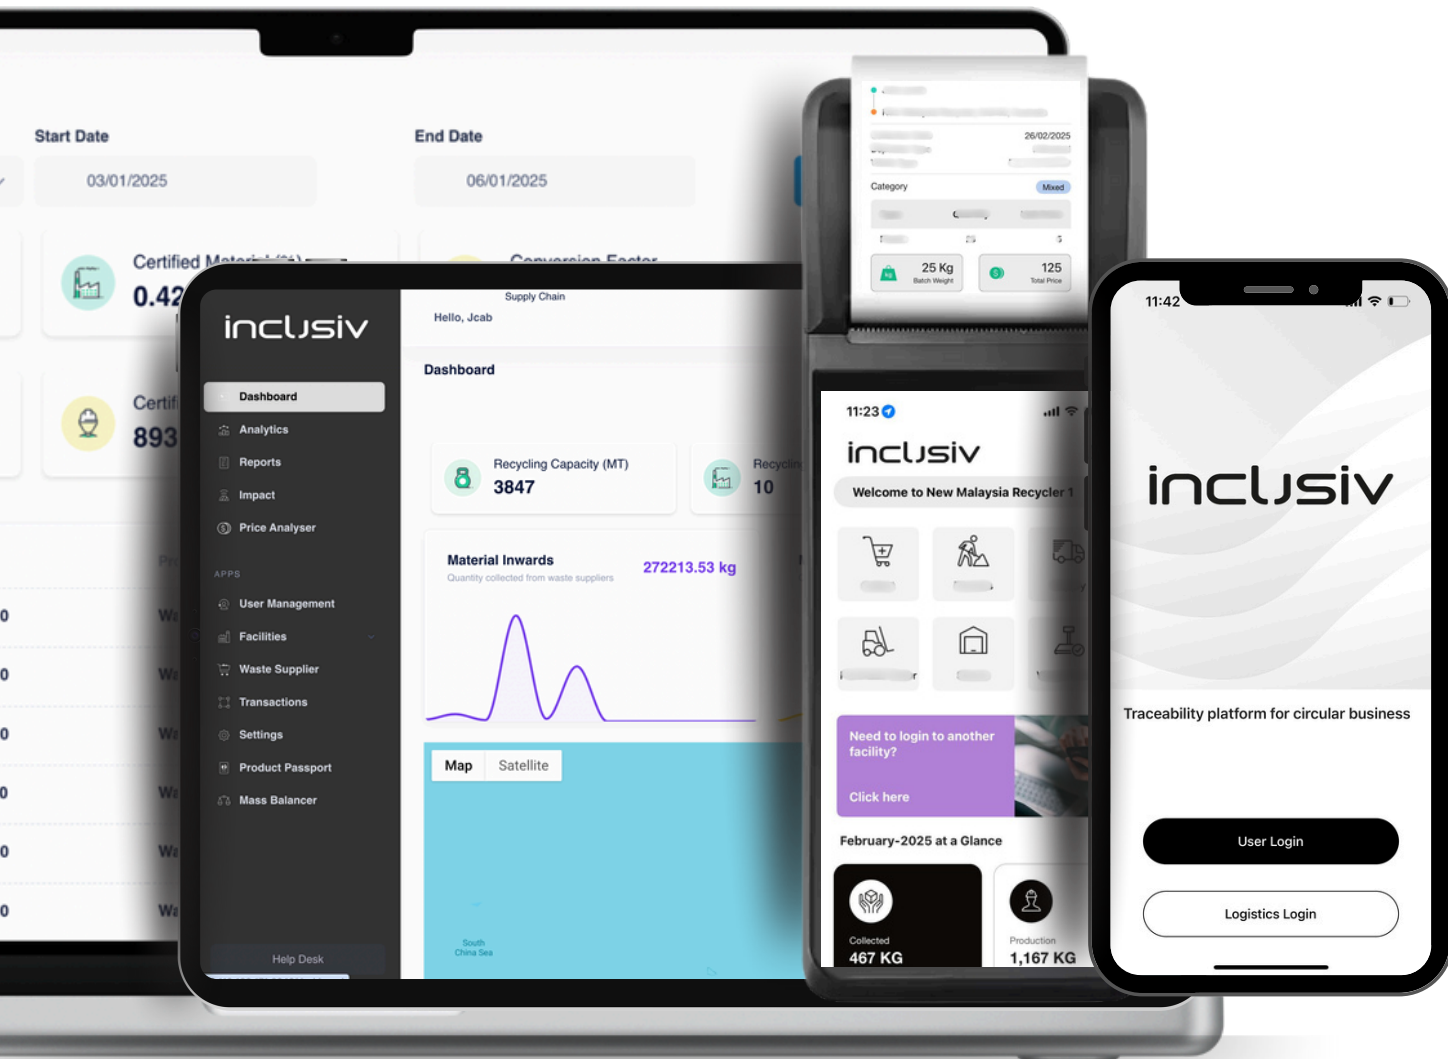 Start Date
End Date
03/01/2025
06/01/2025
Certified Material (%)
0.42
Conversion Factor
893
inclusiv
Dashboard
Analytics
Reports
Impact
Price Analyser
APPS
User Management
Facilities
Waste Supplier
Transactions
Settings
Product Passport
Mass Balancer
Help Desk
Supply Chain
Hello, Jcab
Dashboard
Recycling Capacity (MT)
3847
10
Material Inwards
Quantity collected from waste suppliers
272213.53 kg
Map
Satellite
South
China Sea
26/02/2025
Category
Mixed
25 Kg
Batch Weight
125
Total Price
11:23
inclusiv
Welcome to New Malaysia Recycler 1
Need to login to another
facility?
Click here
February-2025 at a Glance
Collected
467 KG
Production
1,167 KG
11:42
inclusiv
Traceability platform for circular business
User Login
Logistics Login